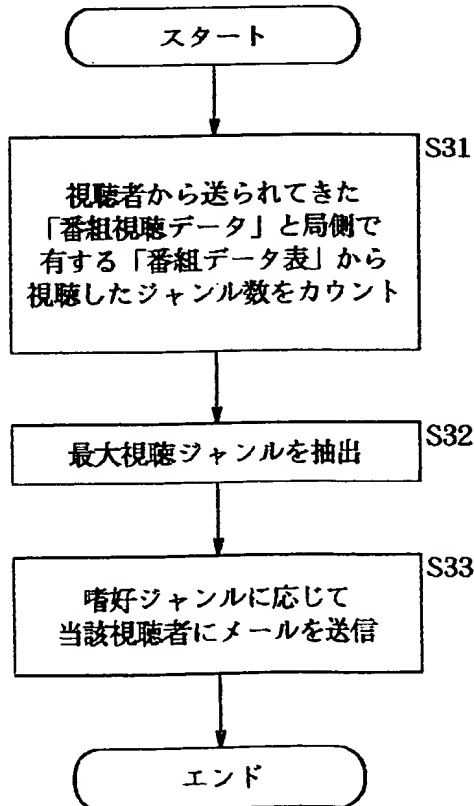 スタート
S31
視聴者から送られてきた
「番組視聴データ」と局側で
有する「番組データ表」から
視聴したジャンル数をカウント
S32
最大視聴ジャンルを抽出
S33
嗜好ジャンルに応じて
当該視聴者にメールを送信
エンド